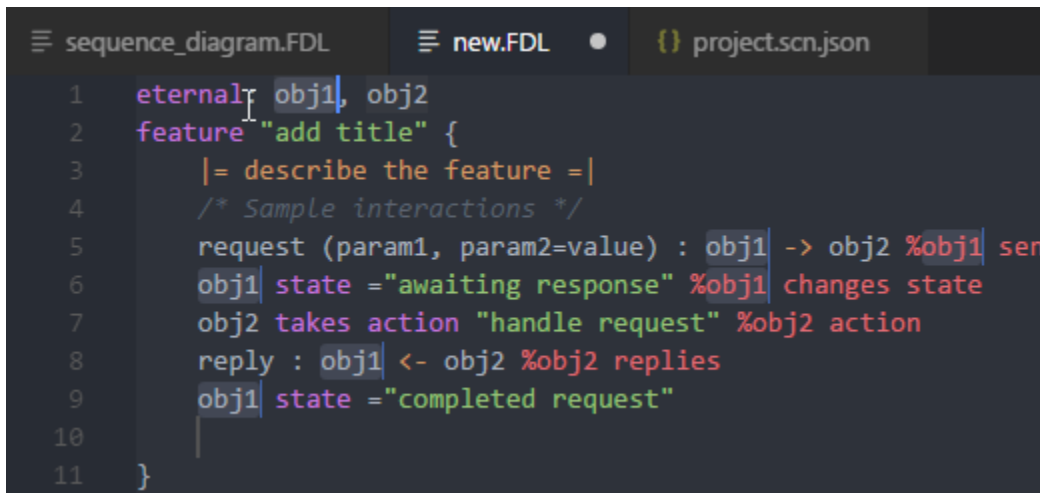 sequence_diagram.FDL new.FDL project.scn.json
1 eternal: obj1, obj2
2 feature "add title" {
3 |= describe the feature =|
4 /* Sample interactions */
5 request (param1, param2=value) : obj1 -> obj2 %obj1 sen
6 obj1 state ="awaiting response" %obj1 changes state
7 obj2 takes action "handle request" %obj2 action
8 reply : obj1 <- obj2 %obj2 replies
9 obj1 state ="completed request"
10
11 }